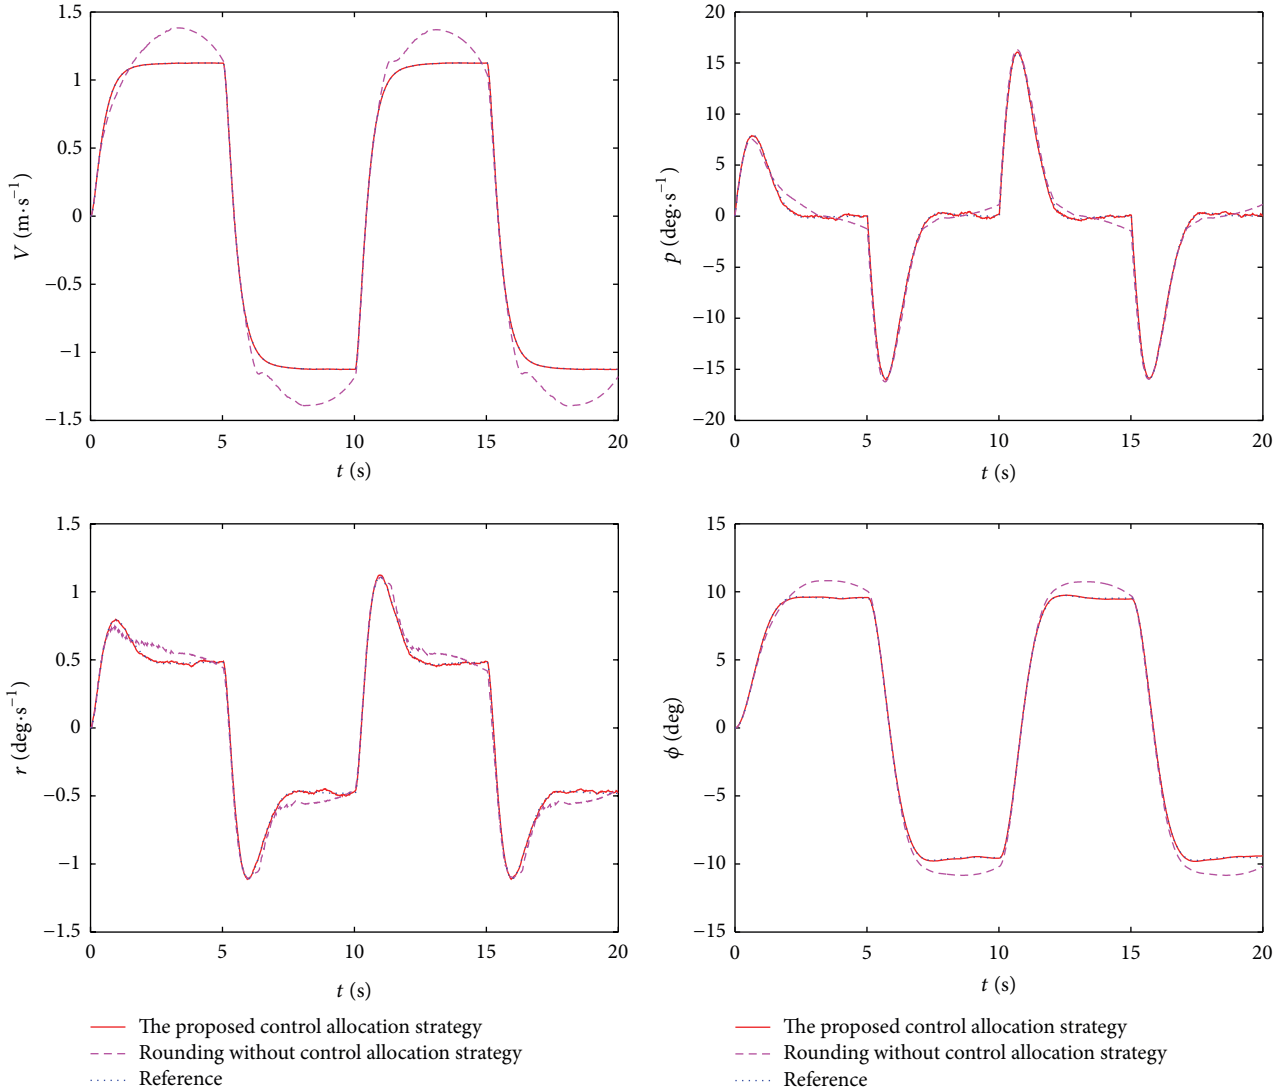 1.5
1
0.5
0
−0.5
−1
−1.5
V (m·s−1)
0 5 10 15 20
t (s)
20
15
10
5
0
−5
−10
−15
−20
p (deg·s−1)
0 5 10 15 20
t (s)
1.5
1
0.5
0
−0.5
−1
−1.5
r (deg·s−1)
0 5 10 15 20
t (s)
The proposed control allocation strategy
Rounding without control allocation strategy
Reference
15
10
5
0
−5
−10
−15
ϕ (deg)
0 5 10 15 20
t (s)
The proposed control allocation strategy
Rounding without control allocation strategy
Reference